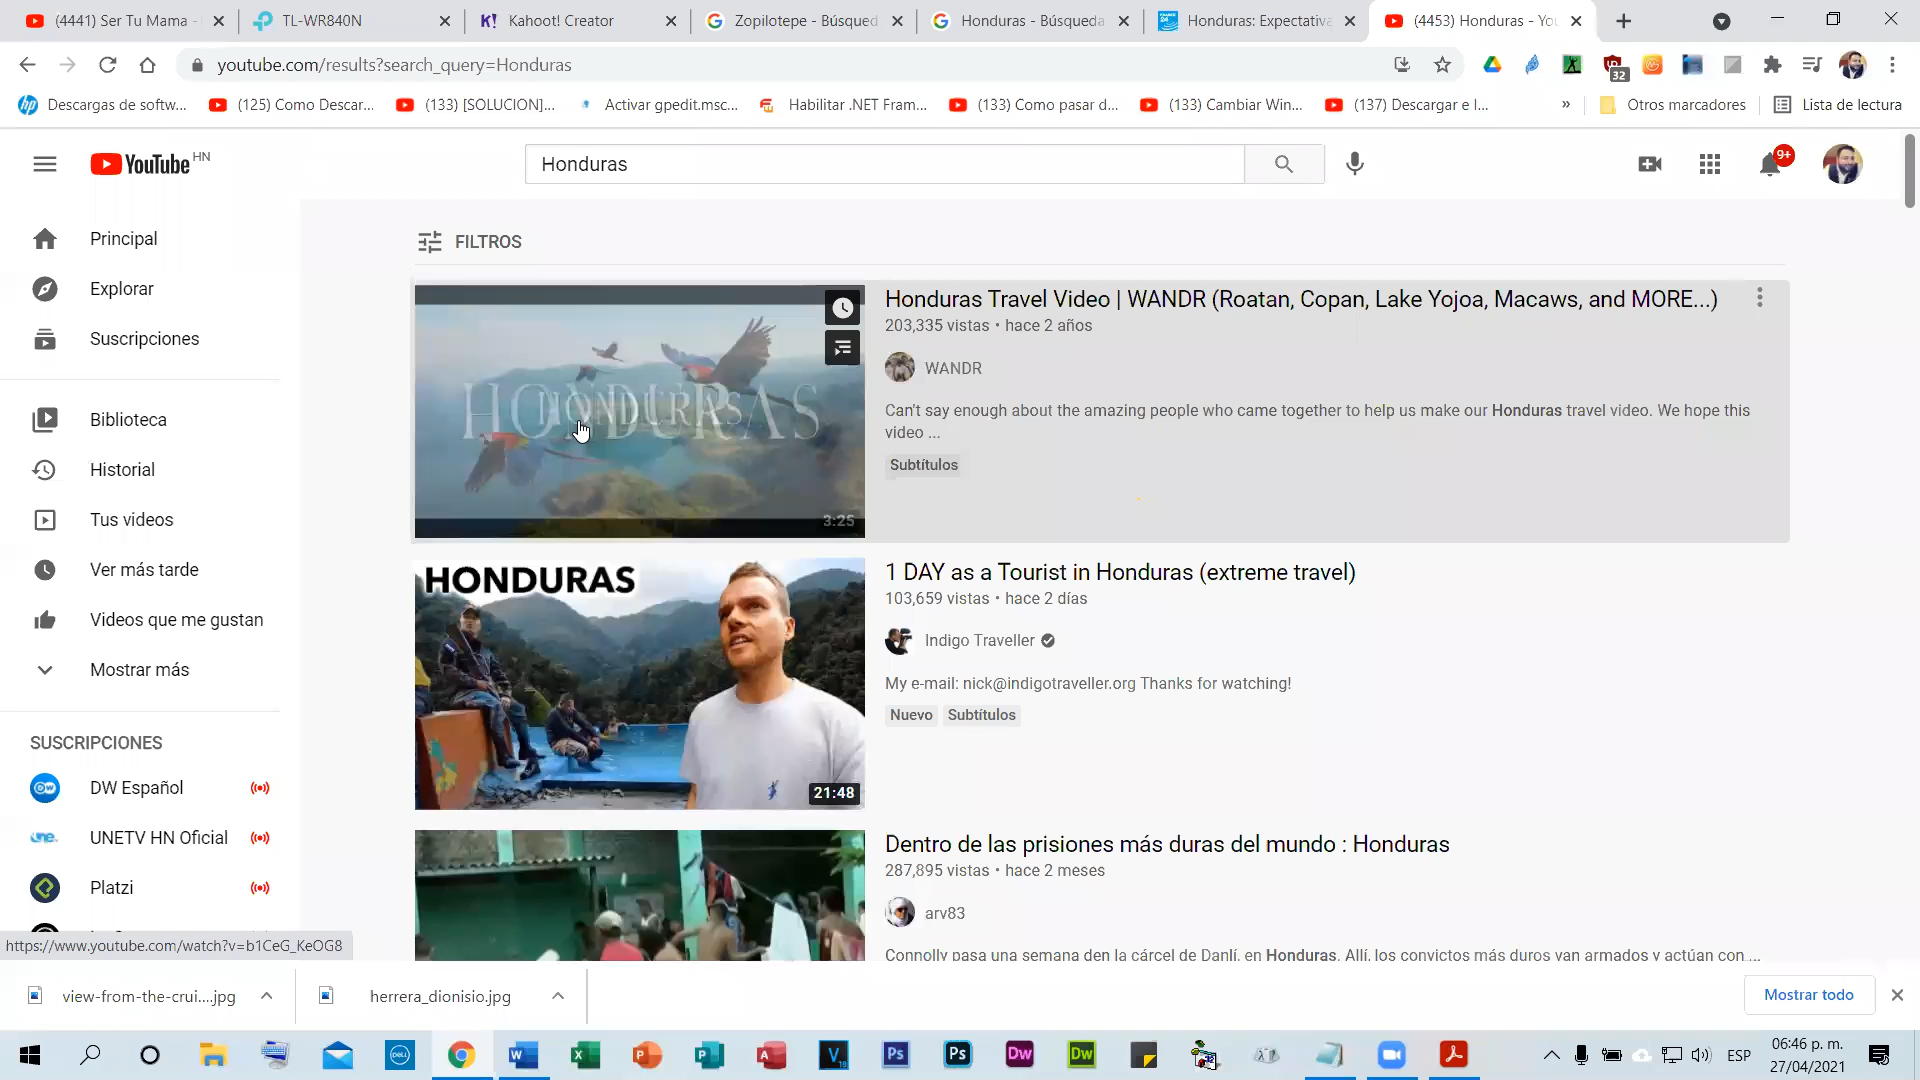 (4441) Ser Tu Mama -
TL-WR840N
Kahoot! Creator
Zopilotepe - Búsqued
Honduras - Búsqueda
Honduras: Expectativa
(4453) Honduras - You
youtube.com/results?search_query=Honduras
32
Descargas de softw...
(125) Como Descar...
(133) [SOLUCION]...
Activar gpedit.msc...
Habilitar .NET Fram...
(133) Como pasar d...
(133) Cambiar Win...
(137) Descargar e I...
»
Otros marcadores
Lista de lectura
YouTube HN
Honduras
9+
Principal
Explorar
Suscripciones
Biblioteca
Historial
Tus videos
Ver más tarde
Videos que me gustan
Mostrar más
SUSCRIPCIONES
DW Español
UNETV HN Oficial
Platzi
FILTROS
HONDURAS
3:25
Honduras Travel Video | WANDR (Roatan, Copan, Lake Yojoa, Macaws, and MORE...)
203,335 vistas • hace 2 años
WANDR
Can't say enough about the amazing people who came together to help us make our Honduras travel video. We hope this
video ...
Subtítulos
HONDURAS
21:48
1 DAY as a Tourist in Honduras (extreme travel)
103,659 vistas • hace 2 días
Indigo Traveller
My e-mail: nick@indigotraveller.org Thanks for watching!
Nuevo Subtítulos
Dentro de las prisiones más duras del mundo : Honduras
287,895 vistas • hace 2 meses
arv83
Connolly pasa una semana den la cárcel de Danlí, en Honduras. Allí, los convictos más duros van armados y actúan con ...
https://www.youtube.com/watch?v=b1CeG_KeOG8
view-from-the-crui....jpg
herrera_dionisio.jpg
Mostrar todo
ESP
06:46 p. m.
27/04/2021